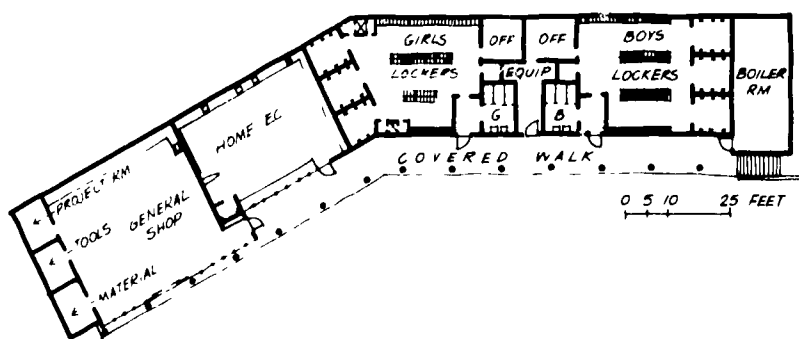 GIRLS
LOCKERS
OFF
OFF
EQUIP
BOYS
LOCKERS
BOILER
RM
G
B
HOME EC.
COVERED WALK
PROJECT RM
TOOLS
GENERAL
SHOP
MATERIAL
0 5 10 25 FEET